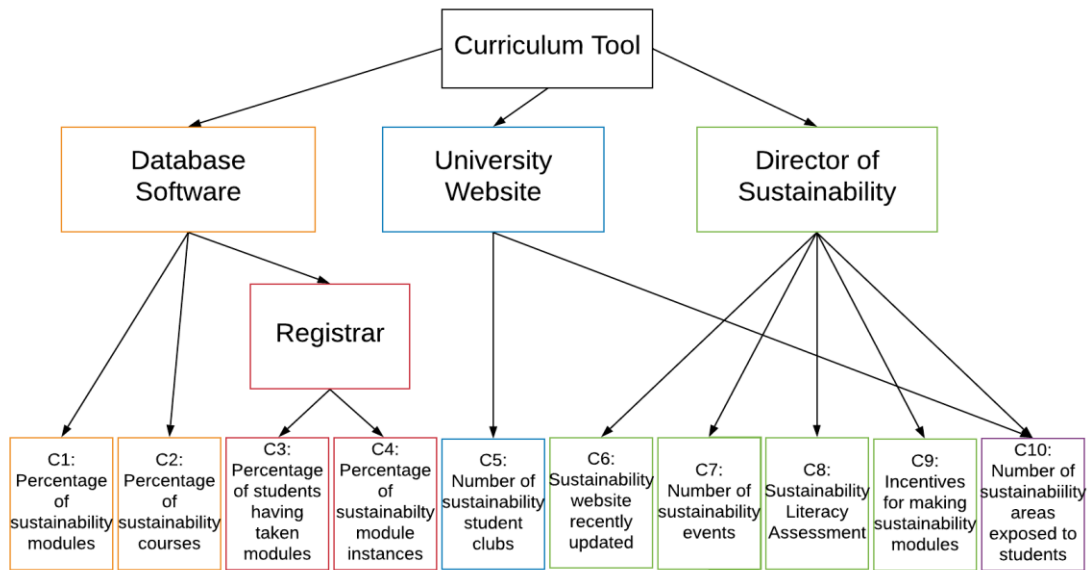 Curriculum Tool
Database
Software
University
Website
Director of
Sustainability
Registrar
C1:
Percentage
of
sustainability
modules
C2:
Percentage
of
sustainability
courses
C3:
Percentage
of students
having
taken
modules
C4:
Percentage
of
sustainabilty
module
instances
C5:
Number of
sustainability
student
clubs
C6:
Sustainability
website
recently
updated
C7:
Number of
sustainability
events
C8:
Sustainability
Literacy
Assessment
C9:
Incentives
for making
sustainability
modules
C10:
Number of
sustainabiility
areas
exposed to
students